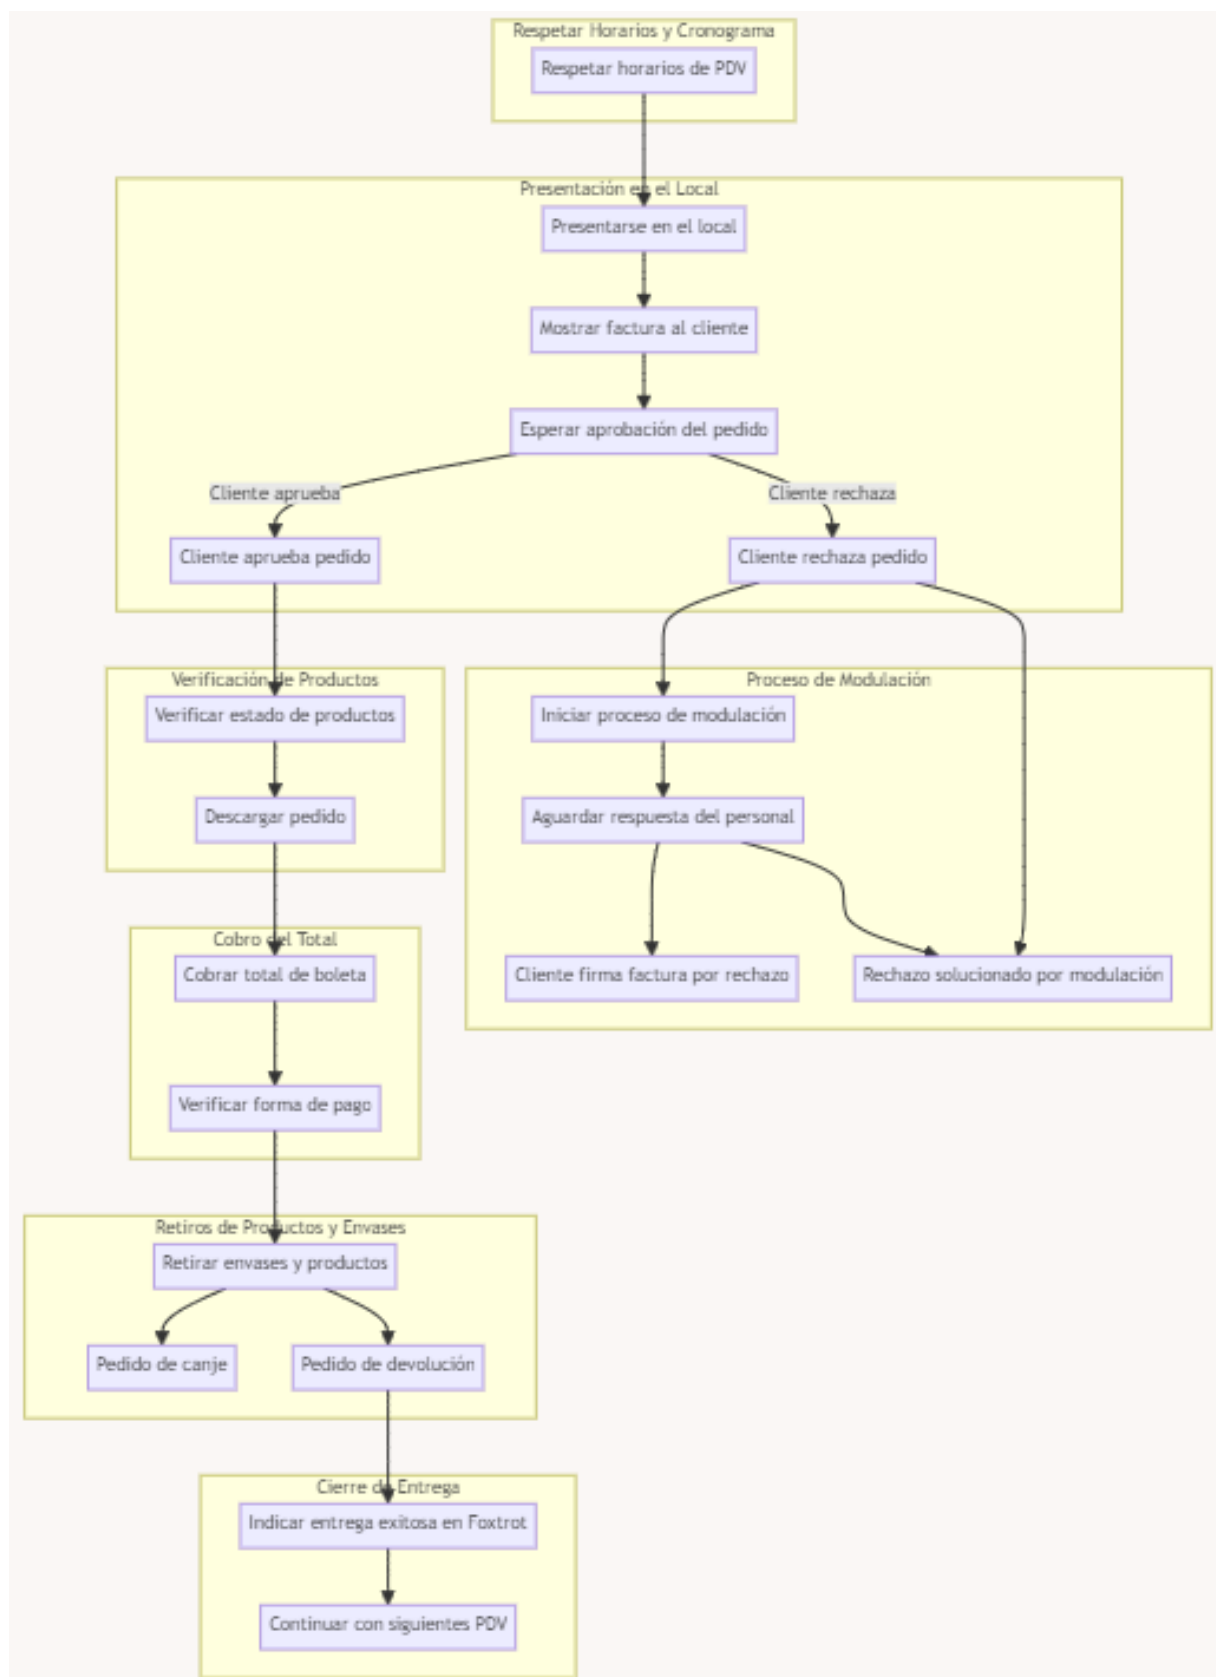 Respetar Horarios y Cronograma
Respetar horarios de PDV
Presentación en el Local
Presentarse en el local
Mostrar factura al cliente
Esperar aprobación del pedido
Cliente aprueba
Cliente rechaza
Cliente aprueba pedido
Cliente rechaza pedido
Verificación de Productos
Verificar estado de productos
Descargar pedido
Proceso de Modulación
Iniciar proceso de modulación
Aguardar respuesta del personal
Cliente firma factura por rechazo
Rechazo solucionado por modulación
Cobro del Total
Cobrar total de boleta
Verificar forma de pago
Retiros de Productos y Envases
Retirar envases y productos
Pedido de canje
Pedido de devolución
Cierre de Entrega
Indicar entrega exitosa en Foxtrot
Continuar con siguientes PDV